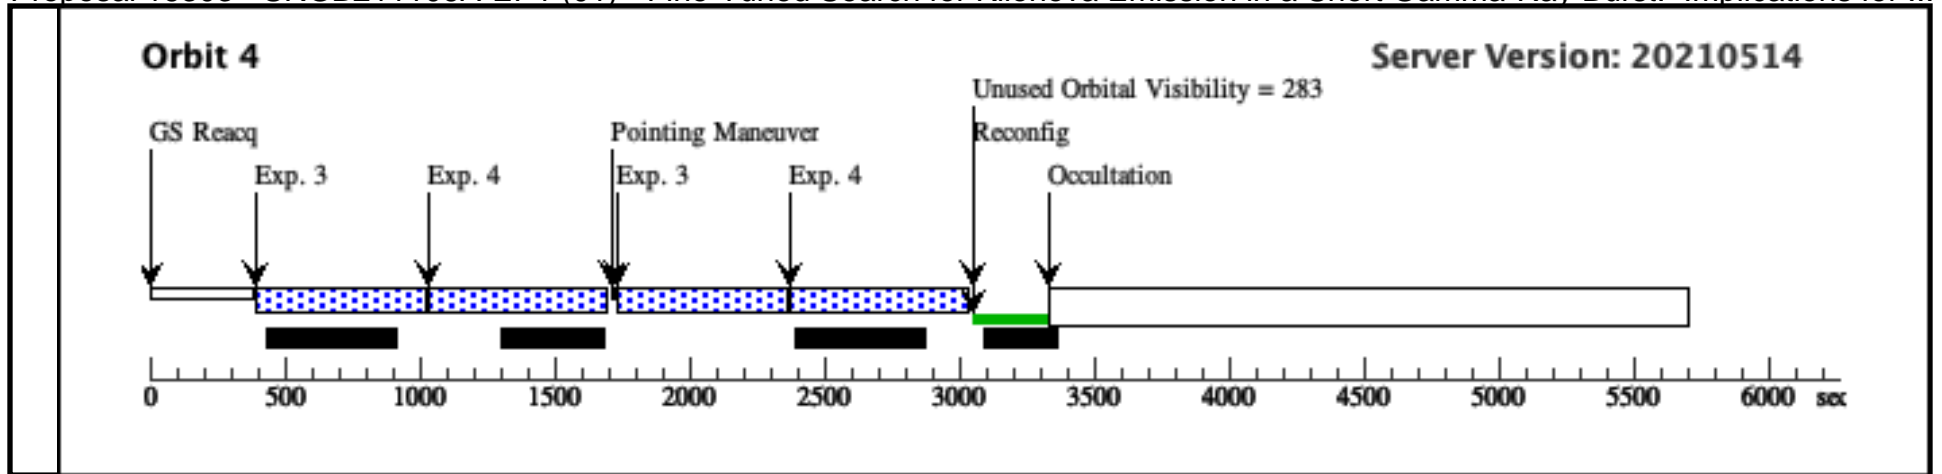 Orbit 4
Server Version: 20210514
Unused Orbital Visibility = 283
GS Reacq
Pointing Maneuver
Reconfig
Exp. 3
Exp. 4
Exp. 3
Exp. 4
Occultation
0 500 1000 1500 2000 2500 3000 3500 4000 4500 5000 5500 6000 sec